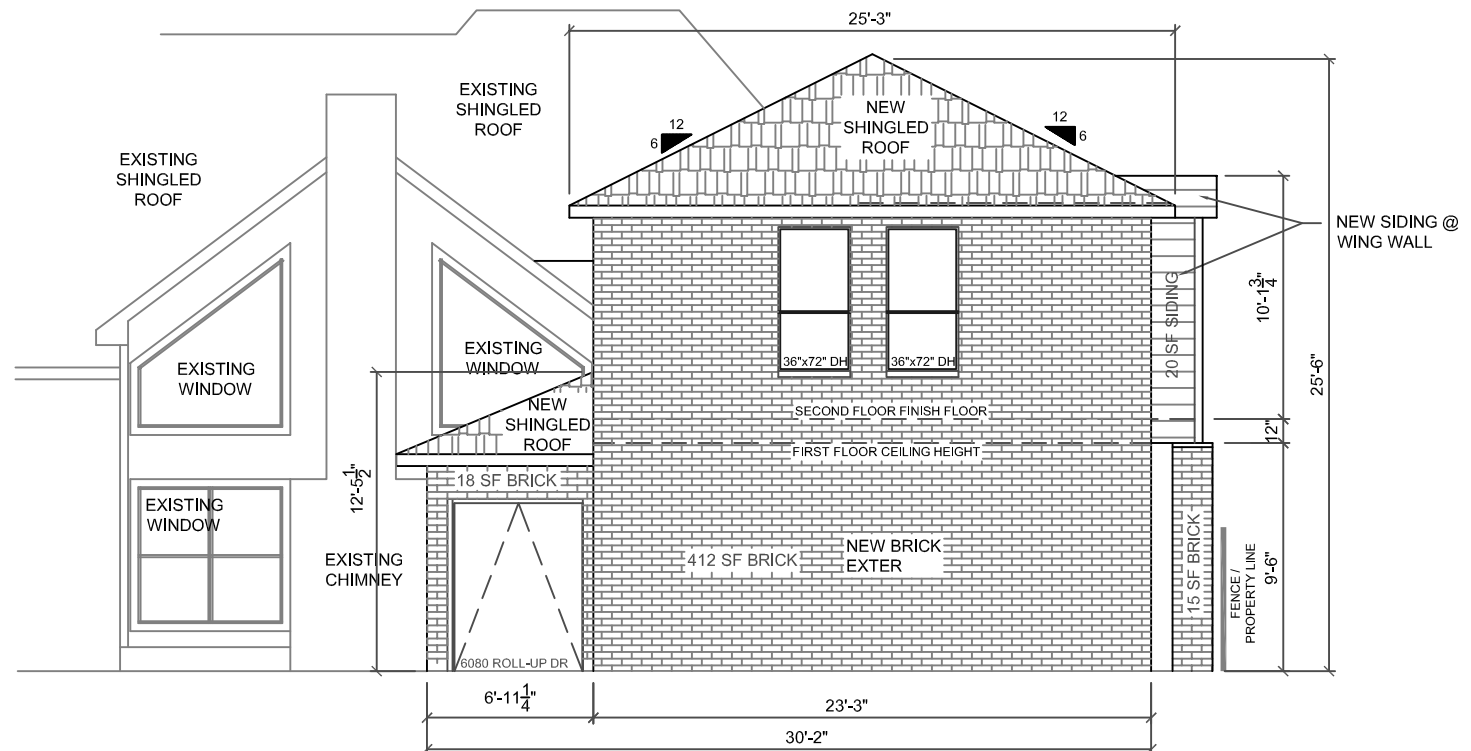 25'-3"
EXISTING
SHINGLED
ROOF
NEW
SHINGLED
ROOF
12
6
12
6
EXISTING
SHINGLED
ROOF
NEW SIDING @
WING WALL
10'-1 3/4"
20 SF SIDING
25'-6"
EXISTING
WINDOW
EXISTING
WINDOW
36"x72" DH
36"x72" DH
NEW
SHINGLED
ROOF
SECOND FLOOR FINISH FLOOR
12"
FIRST FLOOR CEILING HEIGHT
12'-5 1/2"
18 SF BRICK
EXISTING
WINDOW
EXISTING
CHIMNEY
412 SF BRICK
NEW BRICK
EXTER
15 SF BRICK
FENCE /
PROPERTY LINE
9'-6"
6080 ROLL-UP DR
6'-11 1/4"
23'-3"
30'-2"